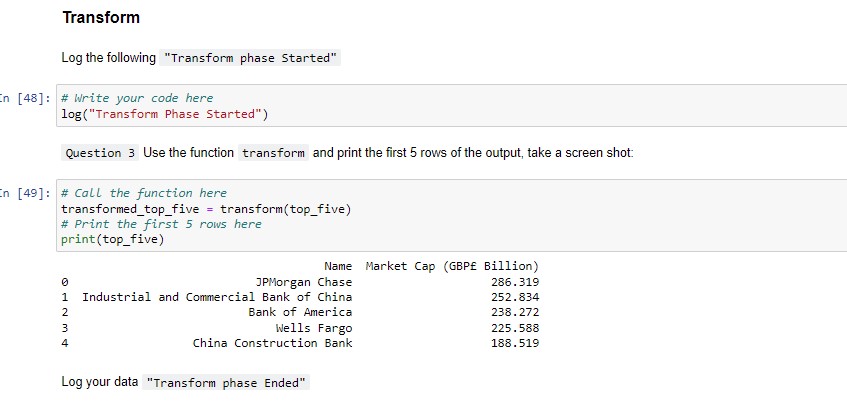 Transform
Log the following "Transform phase Started"
In [48]: # Write your code here
log("Transform Phase Started")
Question 3 Use the function transform and print the first 5 rows of the output, take a screen shot:
In [49]: # Call the function here
transformed_top_five = transform(top_five)
# Print the first 5 rows here
print(top_five)
Name Market Cap (GBP£ Billion)
0 JPMorgan Chase 286.319
1 Industrial and Commercial Bank of China 252.834
2 Bank of America 238.272
3 Wells Fargo 225.588
4 China Construction Bank 188.519
Log your data "Transform phase Ended"